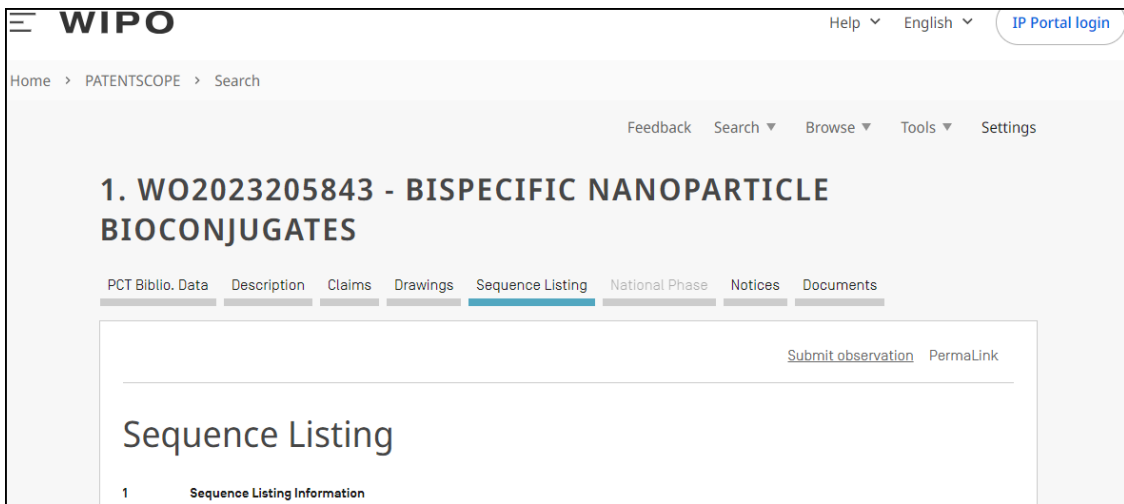 WIPO Help English IP Portal login
Home > PATENTSCOPE > Search
Feedback Search ▼ Browse ▼ Tools ▼ Settings
1. WO2023205843 - BISPECIFIC NANOPARTICLE
BIOCONJUGATES
PCT Biblio. Data Description Claims Drawings Sequence Listing National Phase Notices Documents
Submit observation PermaLink
Sequence Listing
1 Sequence Listing Information